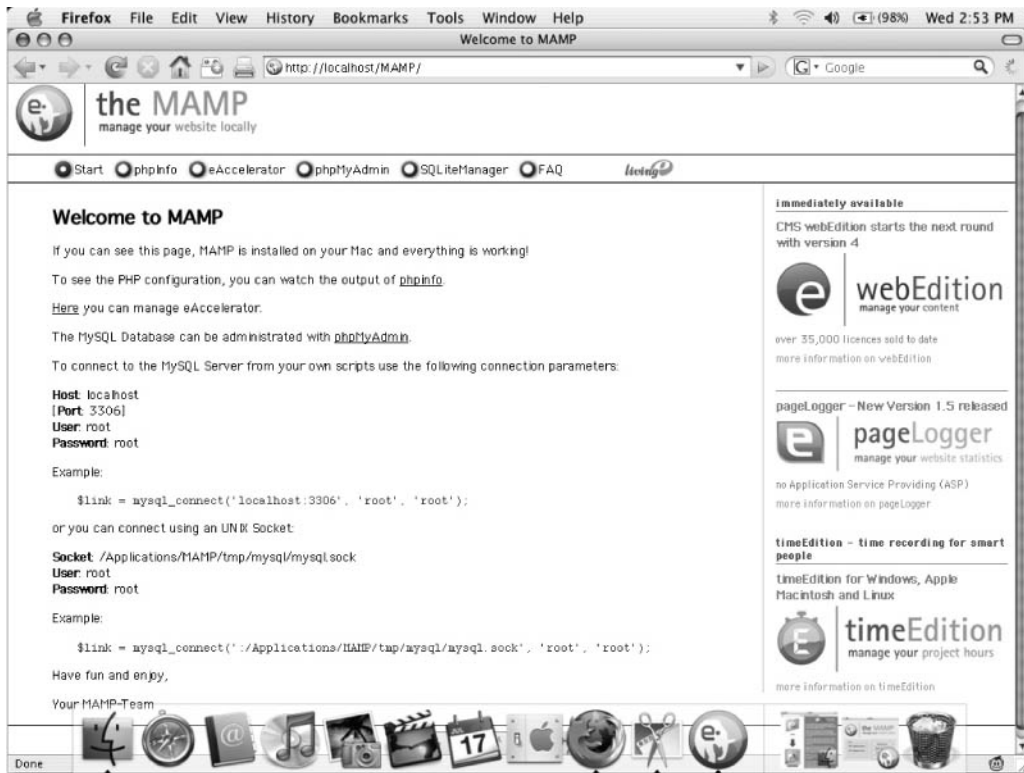 Firefox File Edit View History Bookmarks Tools Window Help (98%) Wed 2:53 PM
Welcome to MAMP
http://localhost/MAMP/ G Google
e. the MAMP
manage your website locally
Start phpInfo eAccelerator phpMyAdmin SQLiteManager FAQ living e
Welcome to MAMP
If you can see this page, MAMP is installed on your Mac and everything is working!
To see the PHP configuration, you can watch the output of phpinfo.
Here you can manage eAccelerator.
The MySQL Database can be administrated with phpMyAdmin.
To connect to the MySQL Server from your own scripts use the following connection parameters:
Host: localhost
[Port: 3306]
User: root
Password: root
Example:
$link = mysql_connect('localhost:3306', 'root', 'root');
or you can connect using an UNIX Socket:
Socket: /Applications/MAMP/tmp/mysql/mysql.sock
User: root
Password: root
Example:
$link = mysql_connect(':/Applications/MAMP/tmp/mysql/mysql.sock', 'root', 'root');
Have fun and enjoy,
Your MAMP-Team
immediately available
CMS webEdition starts the next round
with version 4
e webEdition
manage your content
over 35,000 licences sold to date
more information on webEdition
pageLogger - New Version 1.5 released
e pageLogger
manage your website statistics
no Application Service Providing (ASP)
more information on pageLogger
timeEdition - time recording for smart
people
timeEdition for Windows, Apple
Macintosh and Linux
E timeEdition
manage your project hours
more information on timeEdition
@ JUL 17 e.
Done